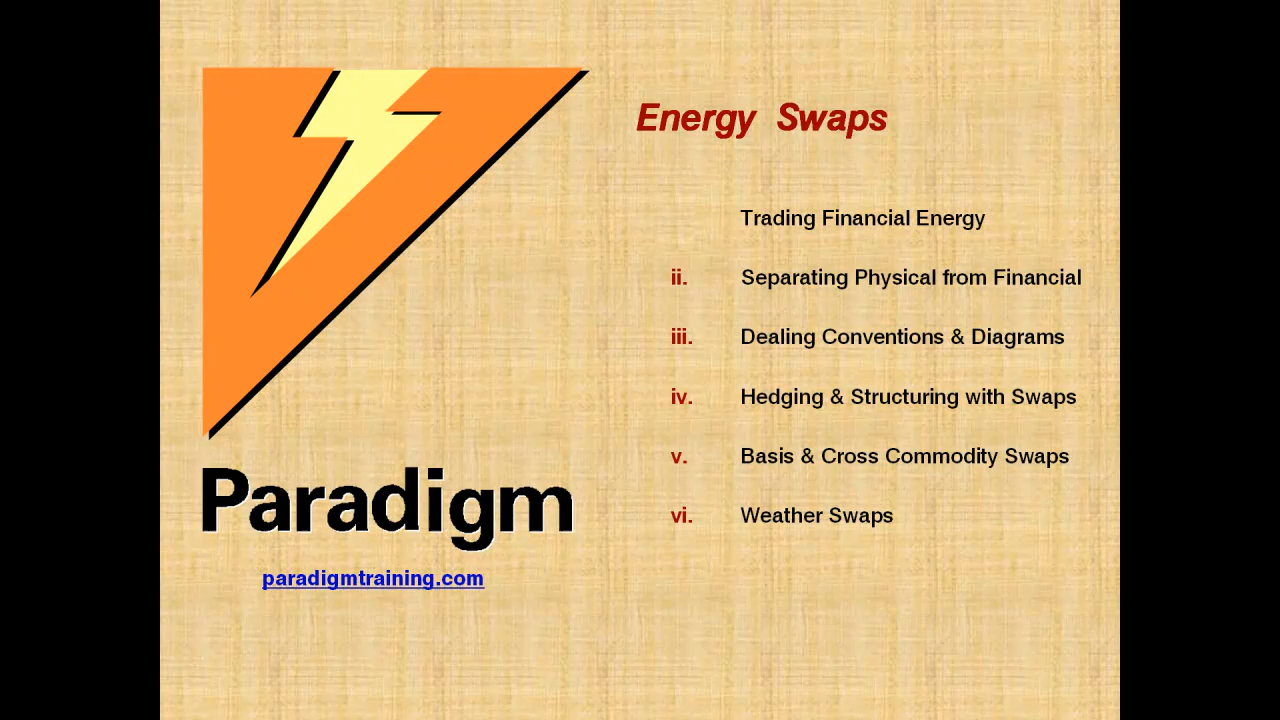 Energy Swaps
Trading Financial Energy
ii. Separating Physical from Financial
iii. Dealing Conventions & Diagrams
iv. Hedging & Structuring with Swaps
v. Basis & Cross Commodity Swaps
vi. Weather Swaps
Paradigm
paradigmtraining.com